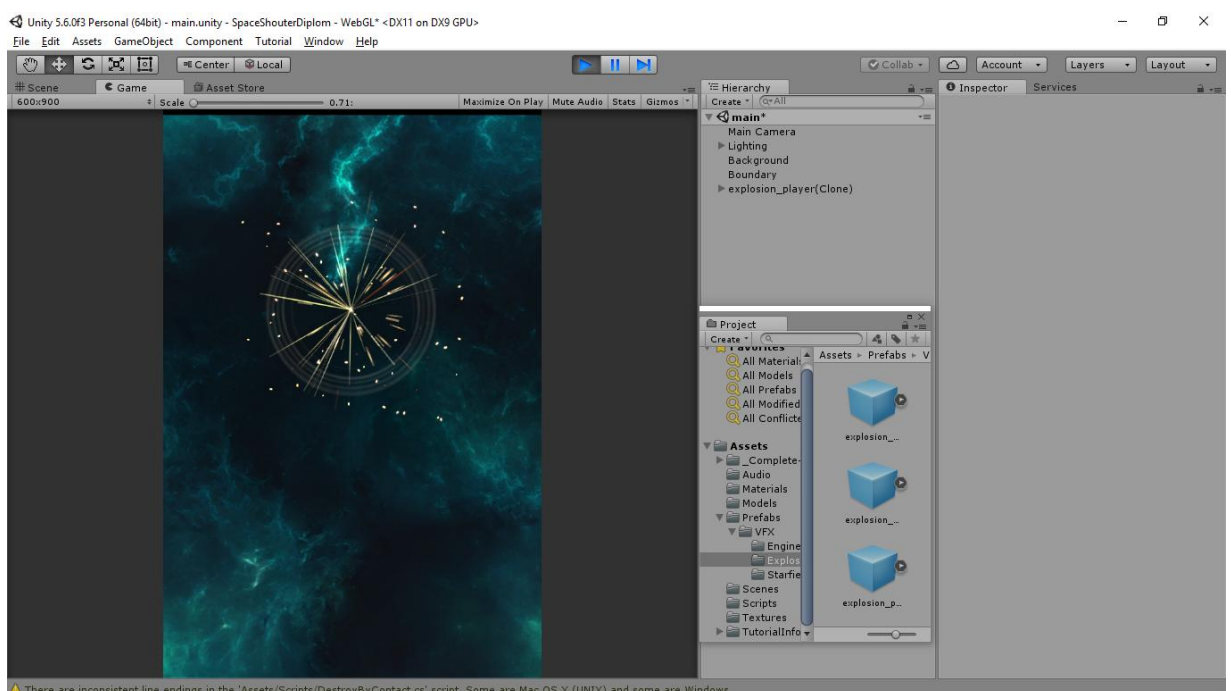 Unity 5.6.0f3 Personal (64bit) - main.unity - SpaceShouterDiplom - WebGL* <DX11 on DX9 GPU>
File Edit Assets GameObject Component Tutorial Window Help
Center Local Collab Account Layers Layout
Scene Game Asset Store
600x900 Scale 0.71: Maximize On Play Mute Audio Stats Gizmos
Hierarchy
Create All
main*
Main Camera
Lighting
Background
Boundary
explosion_player(Clone)
Inspector Services
Project
Create
Favorites
All Material
All Models
All Prefabs
All Modified
All Conflicte
Assets
_Complete-
Audio
Materials
Models
Prefabs
VFX
Engine
Explos
Starfie
Scenes
Scripts
Textures
TutorialInfo
Assets Prefabs V
explosion_...
explosion_...
explosion_p...
There are inconsistent line endings in the 'Assets/Scripts/DestroyByContact.cs' script. Some are Mac OS X (UNIX) and some are Windows.